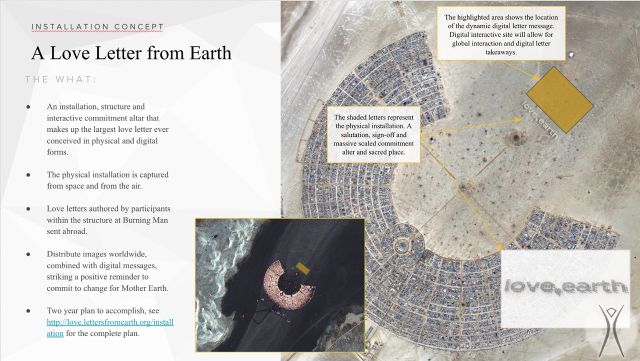 INSTALLATION CONCEPT
A Love Letter from Earth
THE WHAT:
● An installation, structure and
interactive commitment altar that
makes up the largest love letter ever
conceived in physical and digital
forms.
● The physical installation is captured
from space and from the air.
● Love letters authored by participants
within the structure at Burning Man
sent abroad.
● Distribute images worldwide,
combined with digital messages,
striking a positive reminder to
commit to change for Mother Earth.
● Two year plan to accomplish, see
http://love.lettersfromearth.org/install
ation for the complete plan.
The highlighted area shows the location
of the dynamic digital letter message.
Digital interactive site will allow for
global interaction and digital letter
takeaways.
The shaded letters represent
the physical installation. A
salutation, sign-off and
massive scaled commitment
alter and sacred place.
love,earth
love,earth